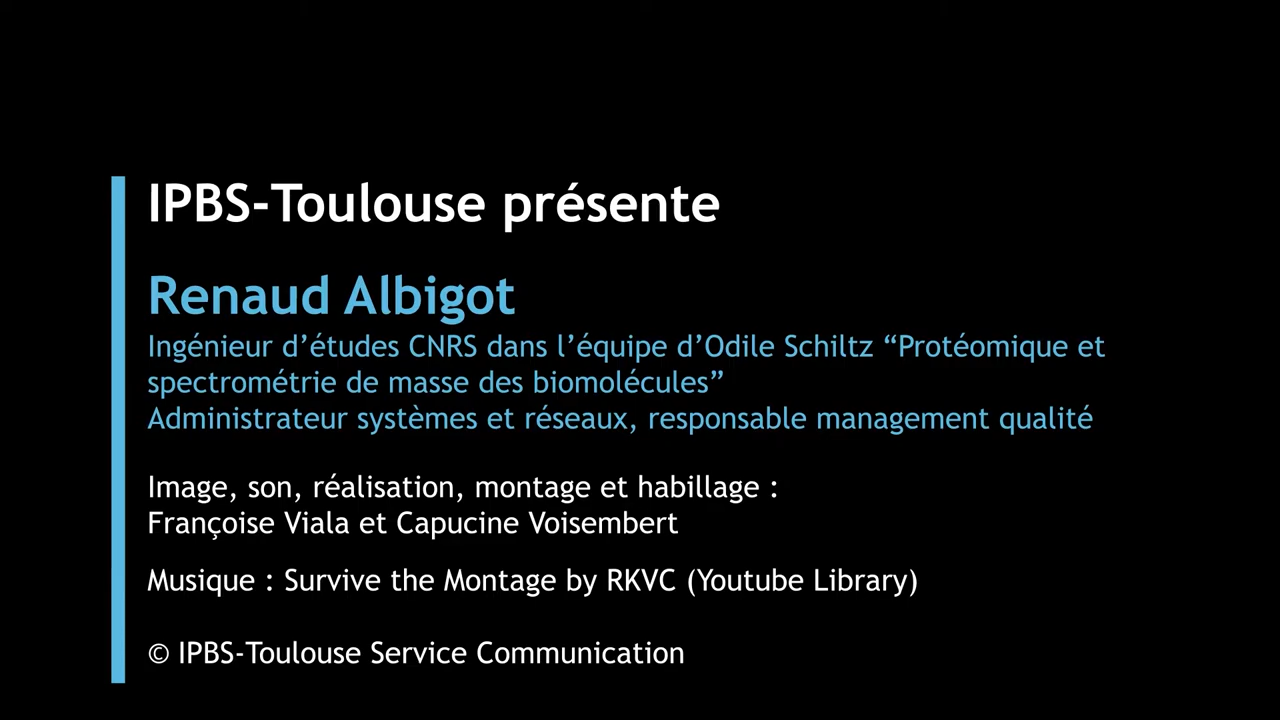 IPBS-Toulouse présente
Renaud Albigot
Ingénieur d’études CNRS dans l’équipe d’Odile Schiltz “Protéomique et
spectrométrie de masse des biomolécules”
Administrateur systèmes et réseaux, responsable management qualité
Image, son, réalisation, montage et habillage :
Françoise Viala et Capucine Voisembert
Musique : Survive the Montage by RKVC (Youtube Library)
© IPBS-Toulouse Service Communication